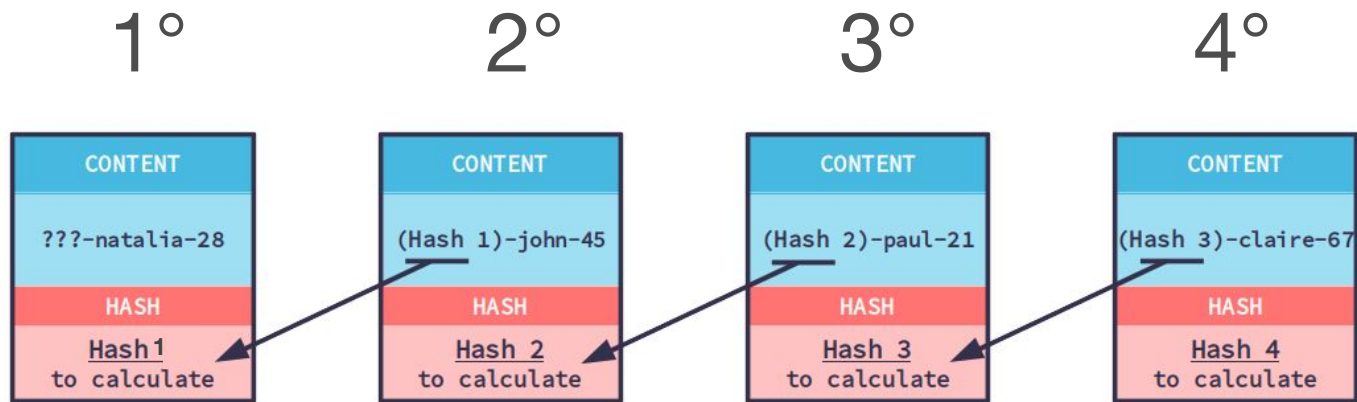 1°
2°
3°
4°
CONTENT
???-natalia-28
HASH
Hash1
to calculate
CONTENT
(Hash 1)-john-45
HASH
Hash 2
to calculate
CONTENT
(Hash 2)-paul-21
HASH
Hash 3
to calculate
CONTENT
(Hash 3)-claire-67
HASH
Hash 4
to calculate